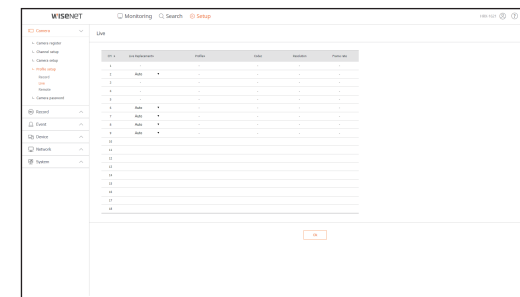 WISENET
Monitoring Search Setup
Camera
Live
Camera register
Channel setup
Camera setup
Profile setup
Record
Live
Remote
Camera password
Record
Event
Device
Network
System
CH Live Replacements Profiles Codec Resolution Frame rate
1
2 Auto
3
4
5
6 Auto
7 Auto
8 Auto
9 Auto
10
11
12
13
14
15
16
17
18
OK